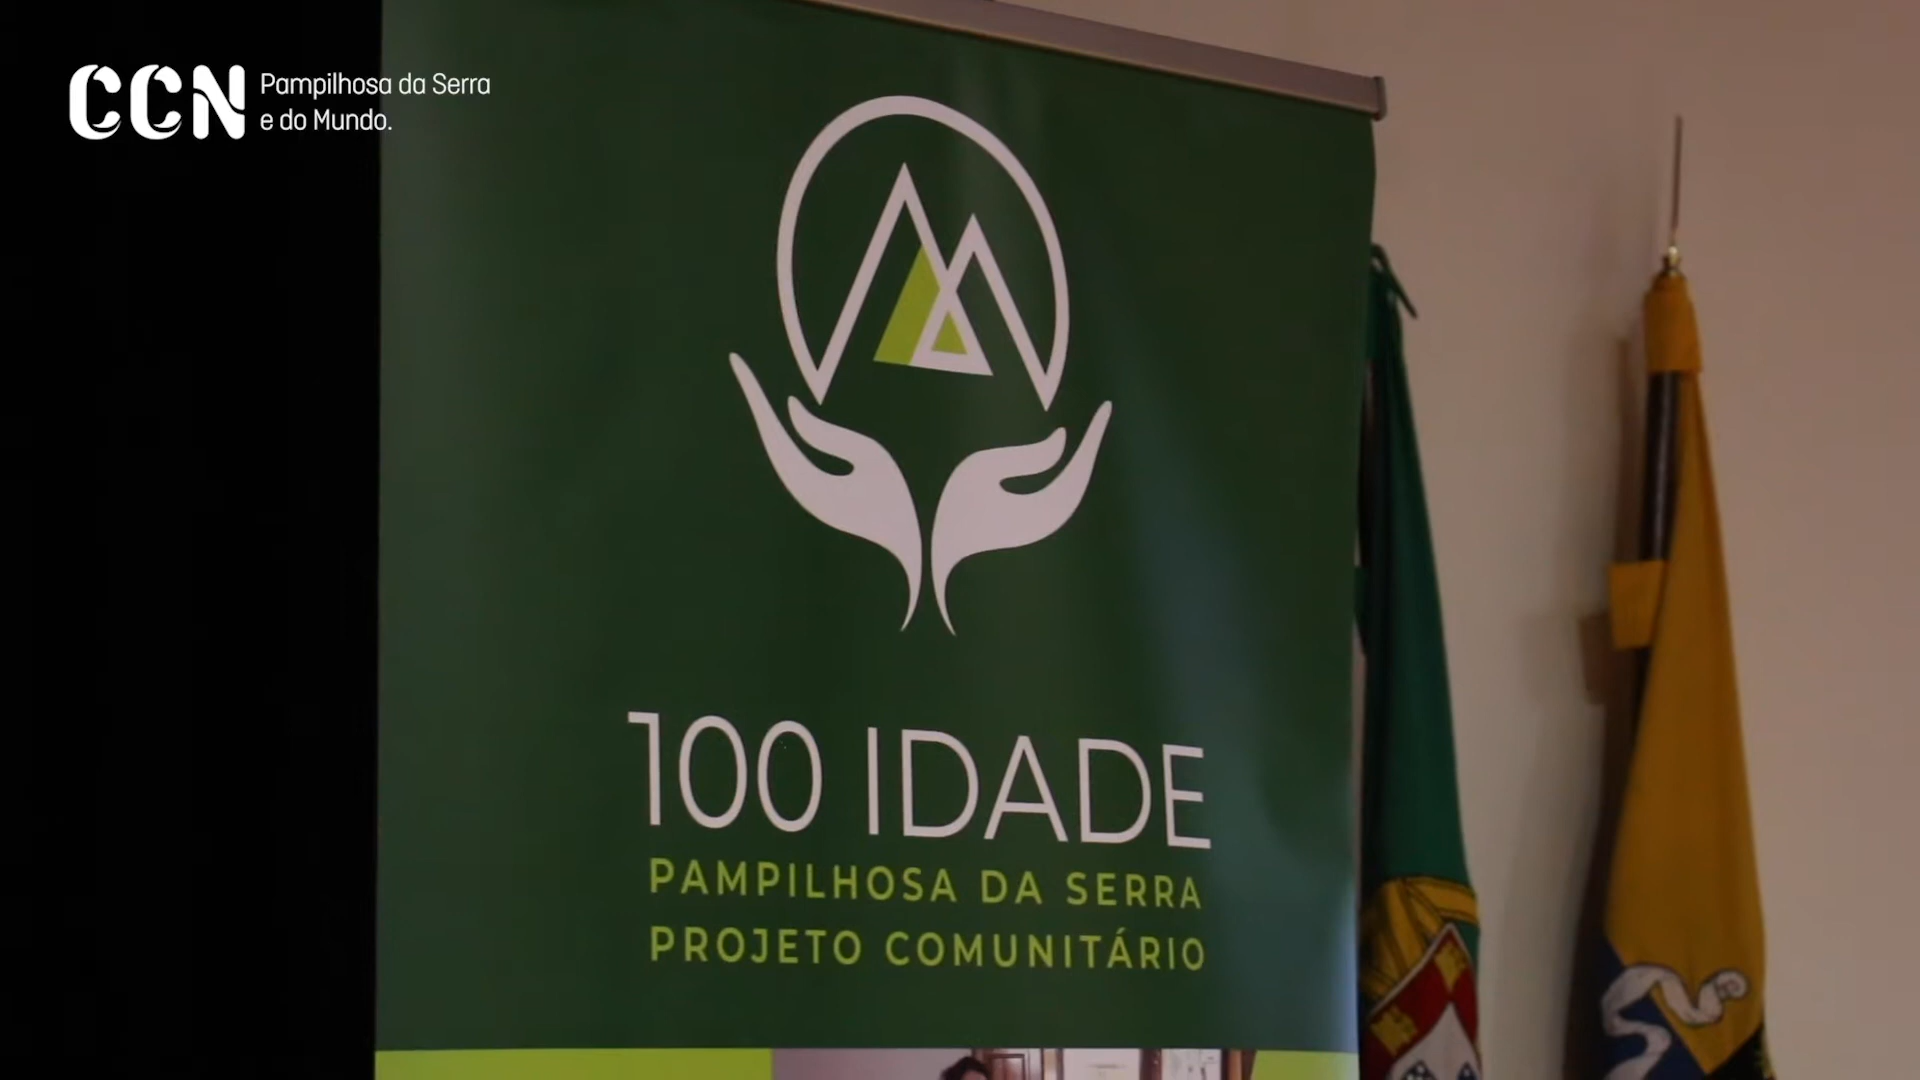 CCN
Pampilhosa da Serra
e do Mundo.
100 IDADE
PAMPILHOSA DA SERRA
PROJETO COMUNITÁRIO